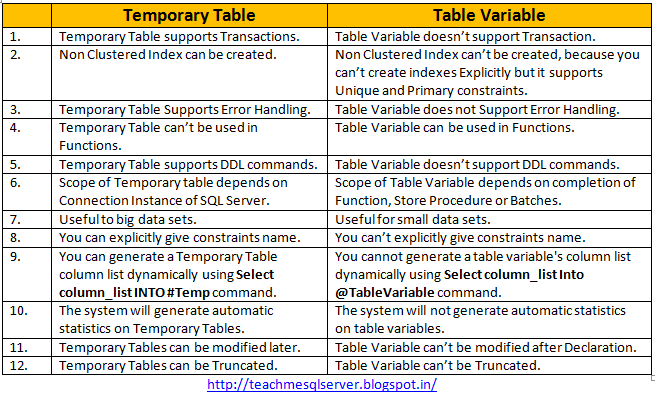 Temporary Table Table Variable
1. Temporary Table supports Transactions. Table Variable doesn't support Transaction.
2. Non Clustered Index can be created. Non Clustered Index can't be created, because you
can't create indexes Explicitly but it supports
Unique and Primary constraints.
3. Temporary Table Supports Error Handling. Table Variable does not Support Error Handling.
4. Temporary Table can't be used in Table Variable can be used in Functions.
Functions.
5. Temporary Table supports DDL commands. Table Variable doesn't support DDL commands.
6. Scope of Temporary table depends on Scope of Table Variable depends on completion of
Connection Instance of SQL Server. Function, Store Procedure or Batches.
7. Useful to big data sets. Useful for small data sets.
8. You can explicitly give constraints name. You can't explicitly give constraints name.
9. You can generate a Temporary Table You cannot generate a table variable's column list
column list dynamically using Select dynamically using Select column_list Into
column_list INTO #Temp command. @TableVariable command.
10. The system will generate automatic The system will not generate automatic statistics
statistics on Temporary Tables. on table variables.
11. Temporary Tables can be modified later. Table Variable can't be modified after Declaration.
12. Temporary Tables can be Truncated. Table Variable can't be Truncated.
http://teachmesqlserver.blogspot.in/